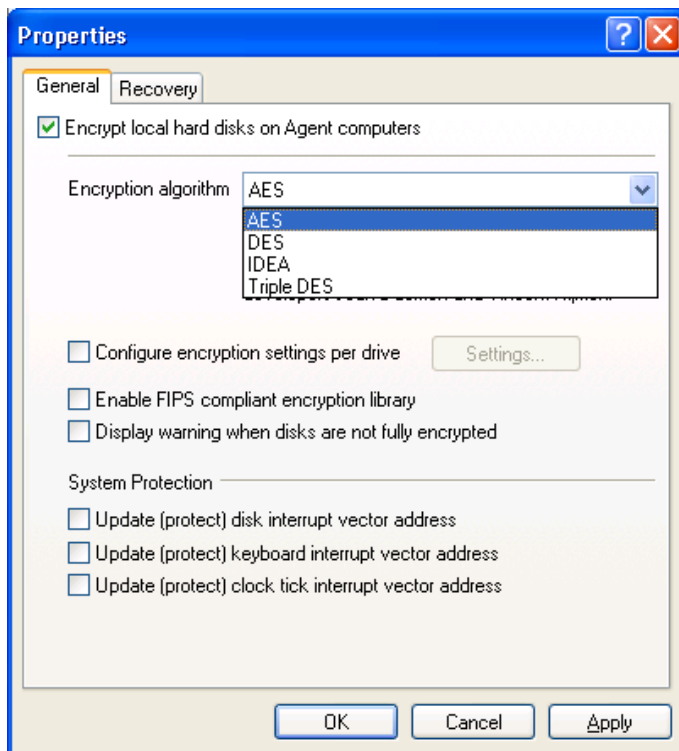 Properties
General
Recovery
Encrypt local hard disks on Agent computers
Encryption algorithm
AES
AES
DES
IDEA
Triple DES
Configure encryption settings per drive
Settings...
Enable FIPS compliant encryption library
Display warning when disks are not fully encrypted
System Protection
Update (protect) disk interrupt vector address
Update (protect) keyboard interrupt vector address
Update (protect) clock tick interrupt vector address
OK
Cancel
Apply